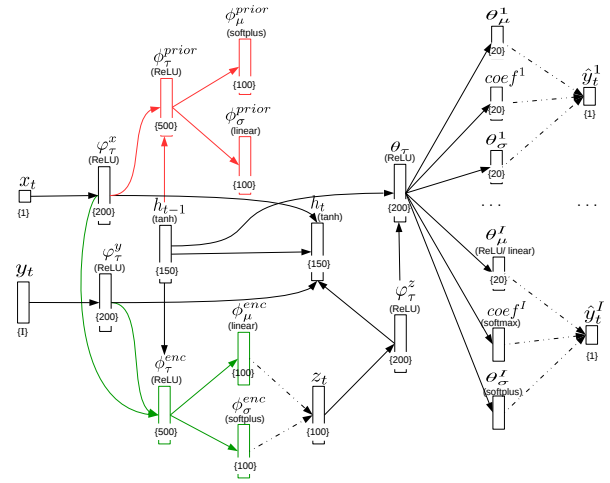 ϕ_μ^{prior}
(softplus)
{100}
ϕ_τ^{prior}
(ReLU)
{500}
ϕ_σ^{prior}
(linear)
{100}
φ_τ^x
(ReLU)
{200}
x_t
{1}
h_{t-1}
(tanh)
{150}
h_t
(tanh)
{150}
y_t
{I}
φ_τ^y
(ReLU)
{200}
ϕ_τ^{enc}
(ReLU)
{500}
ϕ_μ^{enc}
(linear)
{100}
ϕ_σ^{enc}
(softplus)
{100}
z_t
{100}
φ_τ^z
(ReLU)
{200}
θ_τ
(ReLU)
{200}
θ_μ^1
{20}
coef^1
{20}
θ_σ^1
{20}
ŷ_t^1
{1}
...
...
θ_μ^I
(ReLU/ linear)
{20}
coef^I
(softmax)
θ_σ^I
(softplus)
ŷ_t^I
{1}